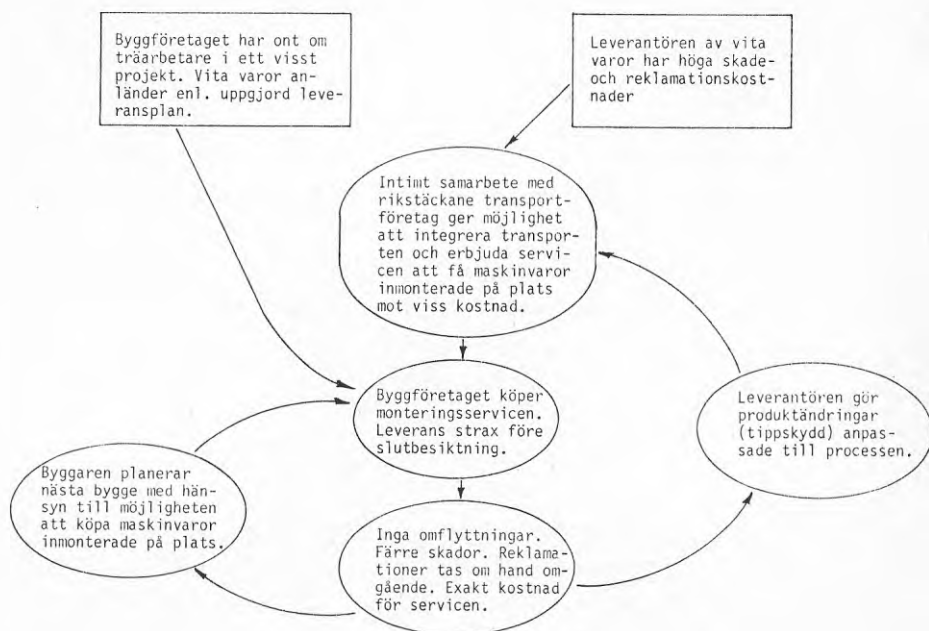 Byggföretaget har ont om
träarbetare i ett visst
projekt. Vita varor an-
länder enl. uppgjord leve-
ransplan.
Leverantören av vita
varor har höga skade-
och reklamationskost-
nader
Intimt samarbete med
rikstäckane transport-
företag ger möjlighet
att integrera transpor-
ten och erbjuda servi-
cen att få maskinvaror
inmonterade på plats
mot viss kostnad.
Byggföretaget köper
monteringsservicen.
Leverans strax före
slutbesiktning.
Leverantören gör
produktändringar
(tippskydd) anpas-
sade till processen.
Byggaren planerar
nästa bygge med hän-
syn till möjligheten
att köpa maskinvaror
inmonterade på plats.
Inga omflyttningar.
Färre skador. Reklama-
tioner tas om hand om-
gående. Exakt kostnad
för servicen.